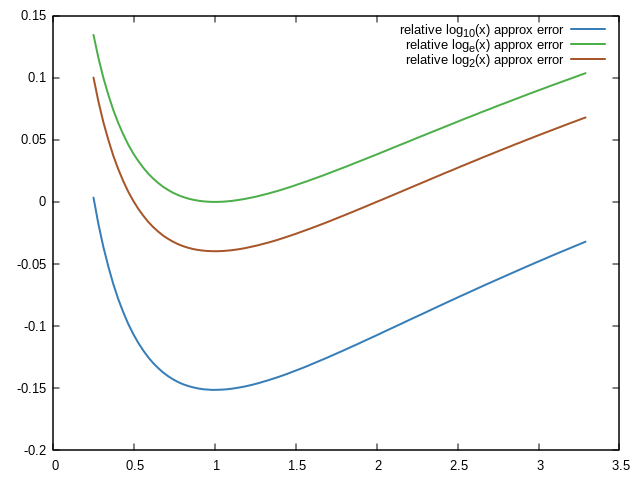 0.15
0.1
0.05
0
-0.05
-0.1
-0.15
-0.2
relative log10(x) approx error
relative loge(x) approx error
relative log2(x) approx error
0 0.5 1 1.5 2 2.5 3 3.5